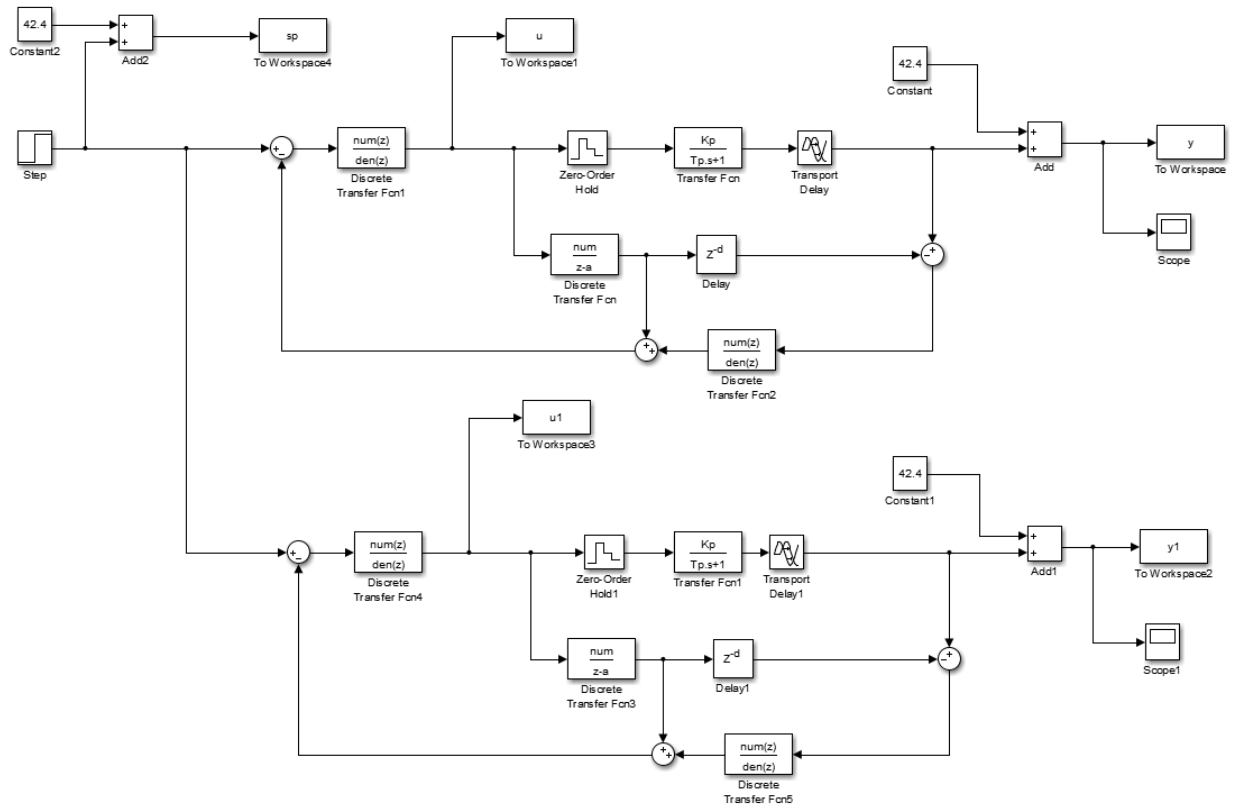 42.4
Constant2
+
+
Add2
sp
To Workspace4
u
To Workspace1
42.4
Constant
Step
+
−
num(z)
den(z)
Discrete
Transfer Fcn1
Zero-Order
Hold
Kp
Tp.s+1
Transfer Fcn
Transport
Delay
+
+
Add
y
To Workspace
Scope
num
z-a
Discrete
Transfer Fcn
z-d
Delay
−
+
+
+
num(z)
den(z)
Discrete
Transfer Fcn2
u1
To Workspace3
42.4
Constant1
+
−
num(z)
den(z)
Discrete
Transfer Fcn4
Zero-Order
Hold1
Kp
Tp.s+1
Transfer Fcn1
Transport
Delay1
+
+
Add1
y1
To Workspace2
Scope1
num
z-a
Discrete
Transfer Fcn3
z-d
Delay1
−
+
+
+
num(z)
den(z)
Discrete
Transfer Fcn5